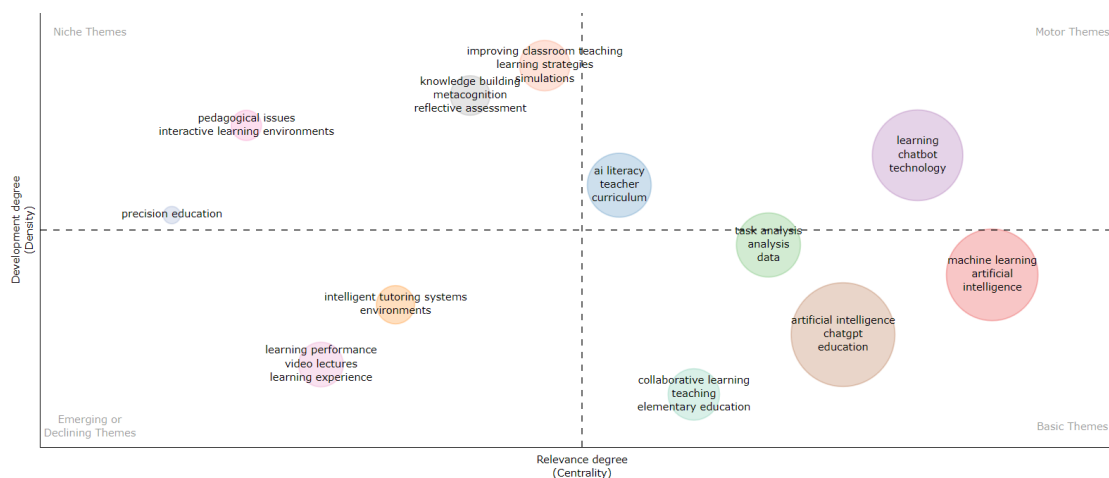 Niche Themes
Motor Themes
improving classroom teaching
learning strategies
simulations
knowledge building
metacognition
reflective assessment
pedagogical issues
interactive learning environments
learning
chatbot
technology
ai literacy
teacher
curriculum
precision education
task analysis
analysis
data
machine learning
artificial
intelligence
intelligent tutoring systems
environments
artificial intelligence
chatgpt
education
learning performance
video lectures
learning experience
collaborative learning
teaching
elementary education
Emerging or
Declining Themes
Basic Themes
Development degree
(Density)
Relevance degree
(Centrality)